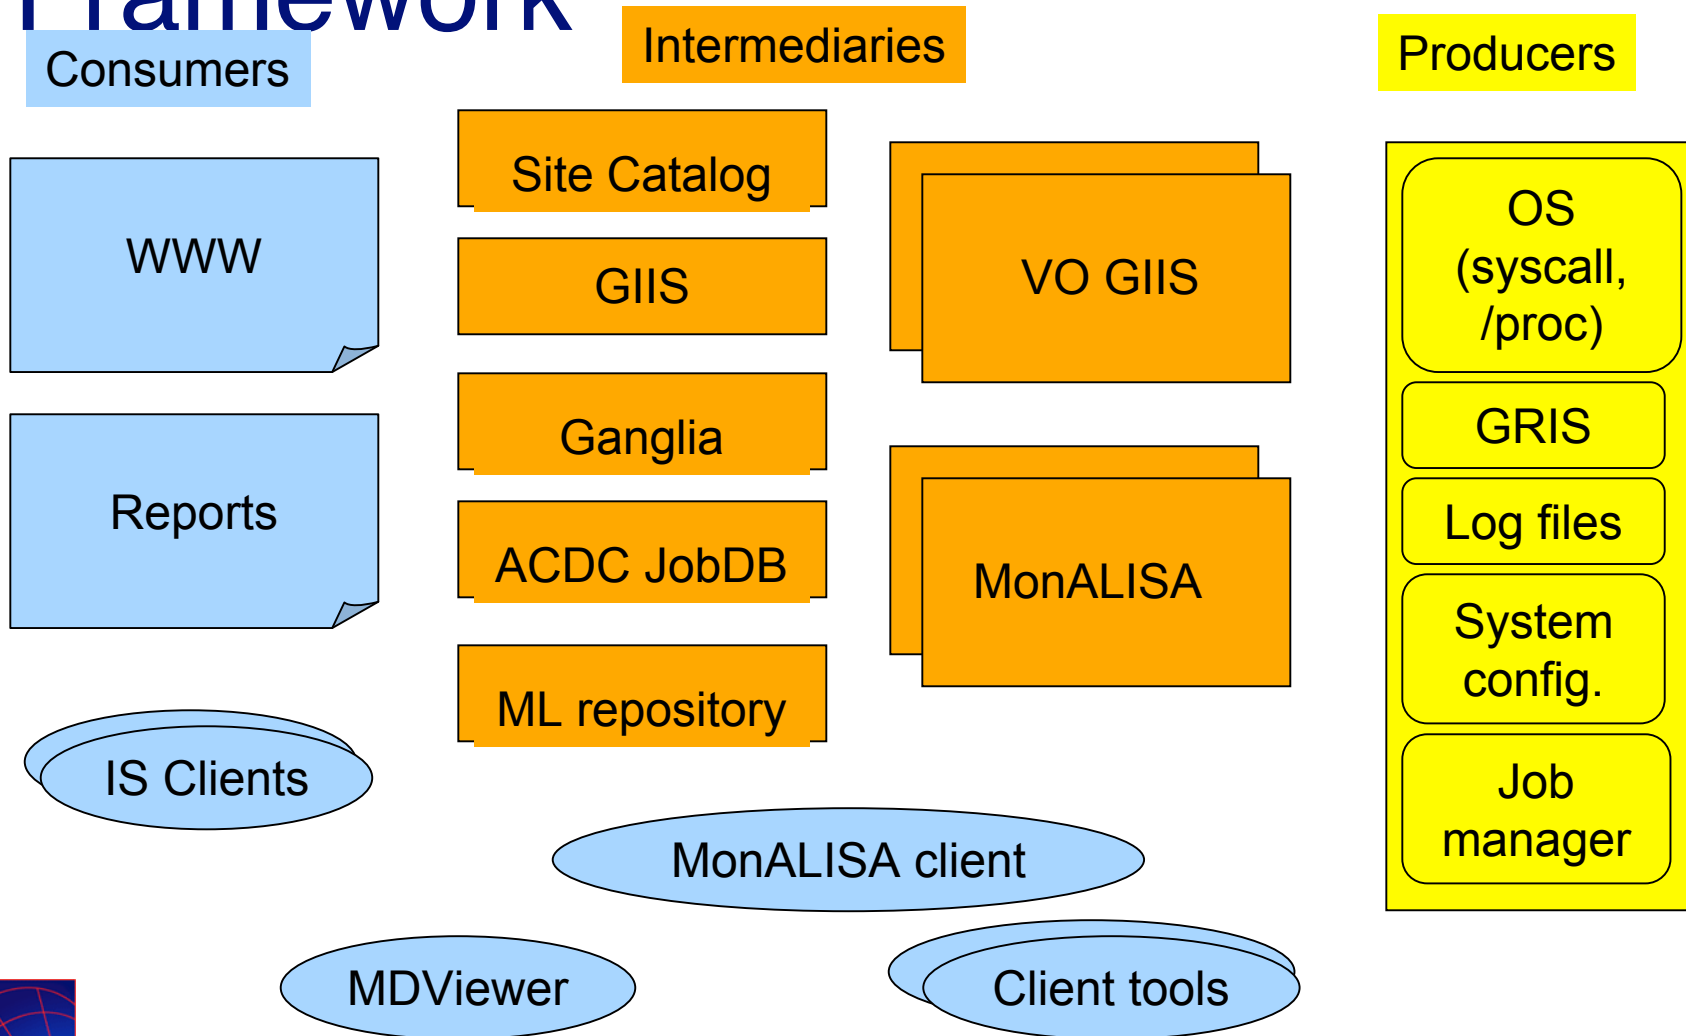 Framework
Consumers
Intermediaries
Producers
WWW
Reports
IS Clients
Site Catalog
GIIS
Ganglia
ACDC JobDB
ML repository
VO GIIS
MonALISA
OS
(syscall,
/proc)
GRIS
Log files
System
config.
Job
manager
MonALISA client
MDViewer
Client tools